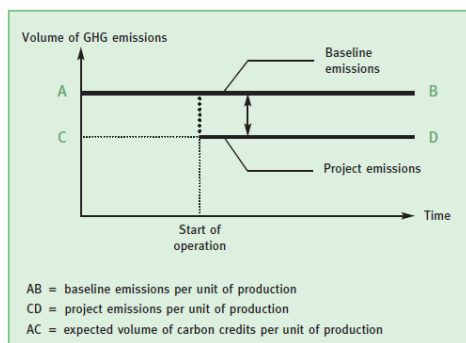 Volume of GHG emissions
Baseline
emissions
A
B
C
D
Project emissions
Time
Start of
operation
AB = baseline emissions per unit of production
CD = project emissions per unit of production
AC = expected volume of carbon credits per unit of production